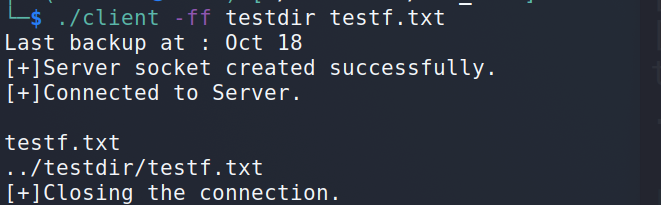 └─$ ./client -ff testdir testf.txt
Last backup at : Oct 18
[+]Server socket created successfully.
[+]Connected to Server.
testf.txt
../testdir/testf.txt
[+]Closing the connection.